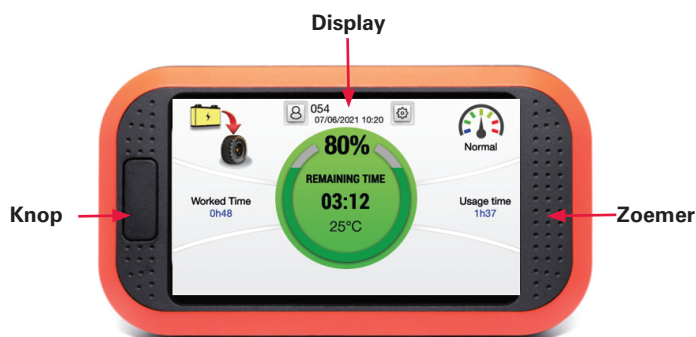 Display
054
07/06/2021 10:20
80%
Normal
REMAINING TIME
Worked Time
0h48
03:12
Usage time
1h37
25°C
Knop
Zoemer